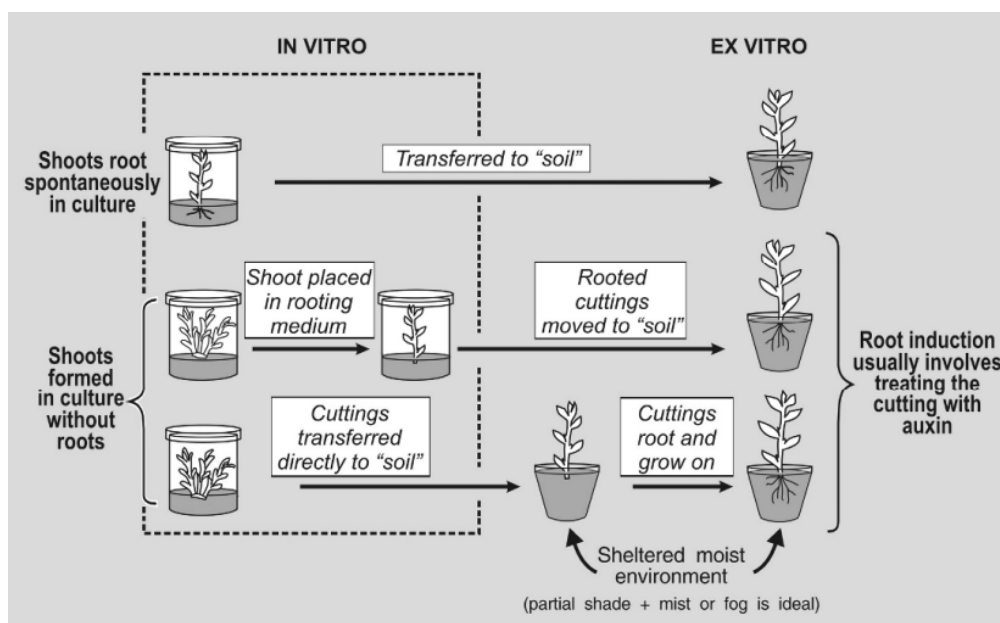 IN VITRO
EX VITRO
Shoots root
spontaneously
in culture
Transferred to “soil”
Shoots
formed
in culture
without
roots
Shoot placed
in rooting
medium
Rooted
cuttings
moved to “soil”
Cuttings
transferred
directly to “soil”
Cuttings
root and
grow on
Root induction
usually involves
treating the
cutting with
auxin
Sheltered moist
environment
(partial shade + mist or fog is ideal)